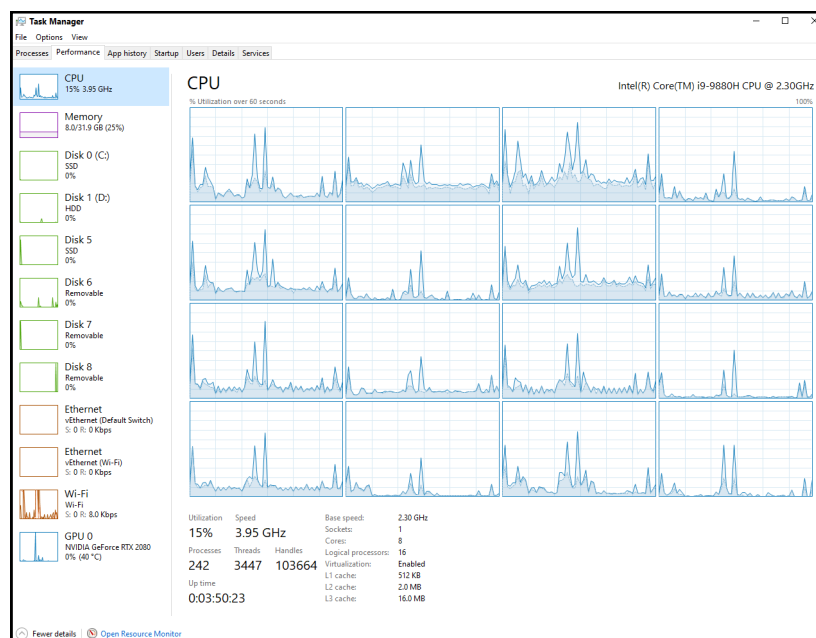 Task Manager
File Options View
Processes Performance App history Startup Users Details Services
CPU
15% 3.95 GHz
Memory
8.0/31.9 GB (25%)
Disk 0 (C:)
SSD
0%
Disk 1 (D:)
HDD
0%
Disk 5
SSD
0%
Disk 6
Removable
0%
Disk 7
Removable
0%
Disk 8
Removable
0%
Ethernet
vEthernet (Default Switch)
S: 0 R: 0 Kbps
Ethernet
vEthernet (Wi-Fi)
S: 0 R: 0 Kbps
Wi-Fi
Wi-Fi
S: 0 R: 8.0 Kbps
GPU 0
NVIDIA GeForce RTX 2080
0% (40 °C)
CPU Intel(R) Core(TM) i9-9880H CPU @ 2.30GHz
% Utilization over 60 seconds 100%
Utilization Speed
15% 3.95 GHz
Processes Threads Handles
242 3447 103664
Up time
0:03:50:23
Base speed: 2.30 GHz
Sockets: 1
Cores: 8
Logical processors: 16
Virtualization: Enabled
L1 cache: 512 KB
L2 cache: 2.0 MB
L3 cache: 16.0 MB
Fewer details Open Resource Monitor